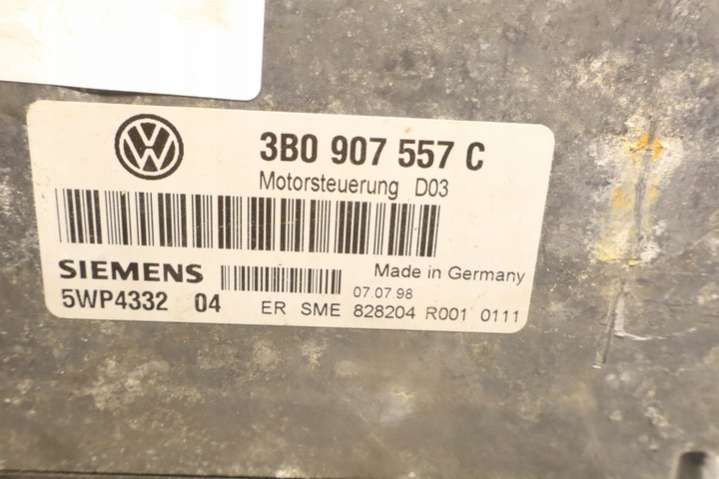 3B0 907 557 C
Motorsteuerung D03
SIEMENS
Made in Germany
07.07.98
5WP4332 04
ER SME 828204 R001 0111